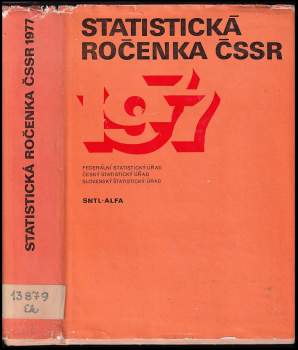 STATISTICKÁ ROČENKA ČSSR 1977
13879
STATISTICKÁ
ROČENKA ČSSR
1977
FEDERÁLNÍ STATISTICKÝ ÚŘAD
ČESKÝ STATISTICKÝ ÚŘAD
SLOVENSKÝ ŠTATISTICKÝ ÚRAD
SNTL-ALFA